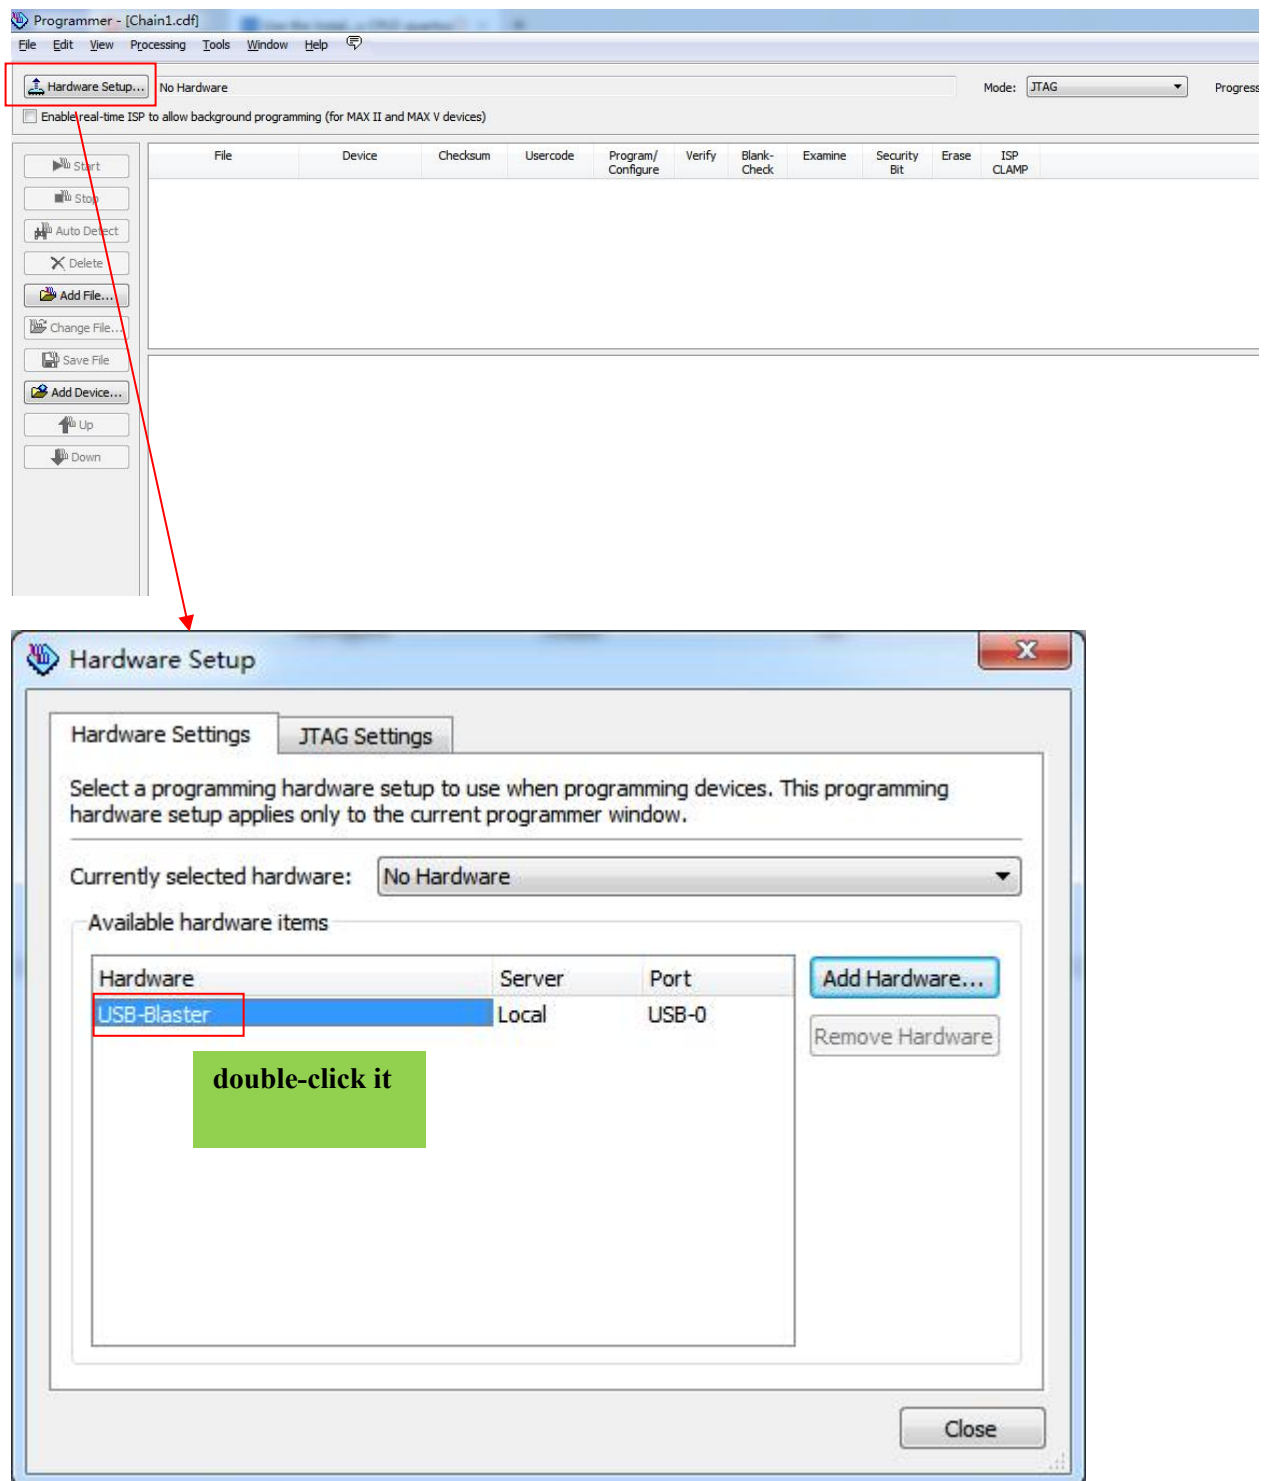 Programmer - [Chain1.cdf]
File Edit View Processing Tools Window Help
Hardware Setup... No Hardware Mode: JTAG Progress
Enable real-time ISP to allow background programming (for MAX II and MAX V devices)
File Device Checksum Usercode Program/ Configure Verify Blank- Check Examine Security Bit Erase ISP CLAMP
Start
Stop
Auto Detect
Delete
Add File...
Change File...
Save File
Add Device...
Up
Down
Hardware Setup
Hardware Settings JTAG Settings
Select a programming hardware setup to use when programming devices. This programming
hardware setup applies only to the current programmer window.
Currently selected hardware: No Hardware
Available hardware items
Hardware Server Port
USB-Blaster Local USB-0
Add Hardware...
Remove Hardware
double-click it
Close